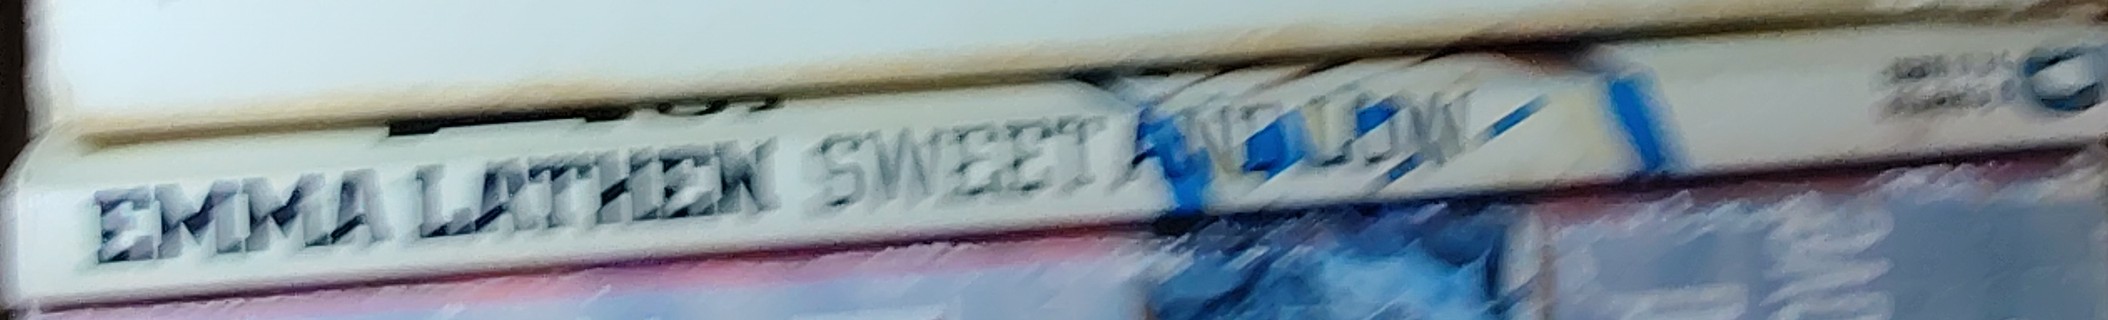 EMMA LATHEN SWEET AND LOW